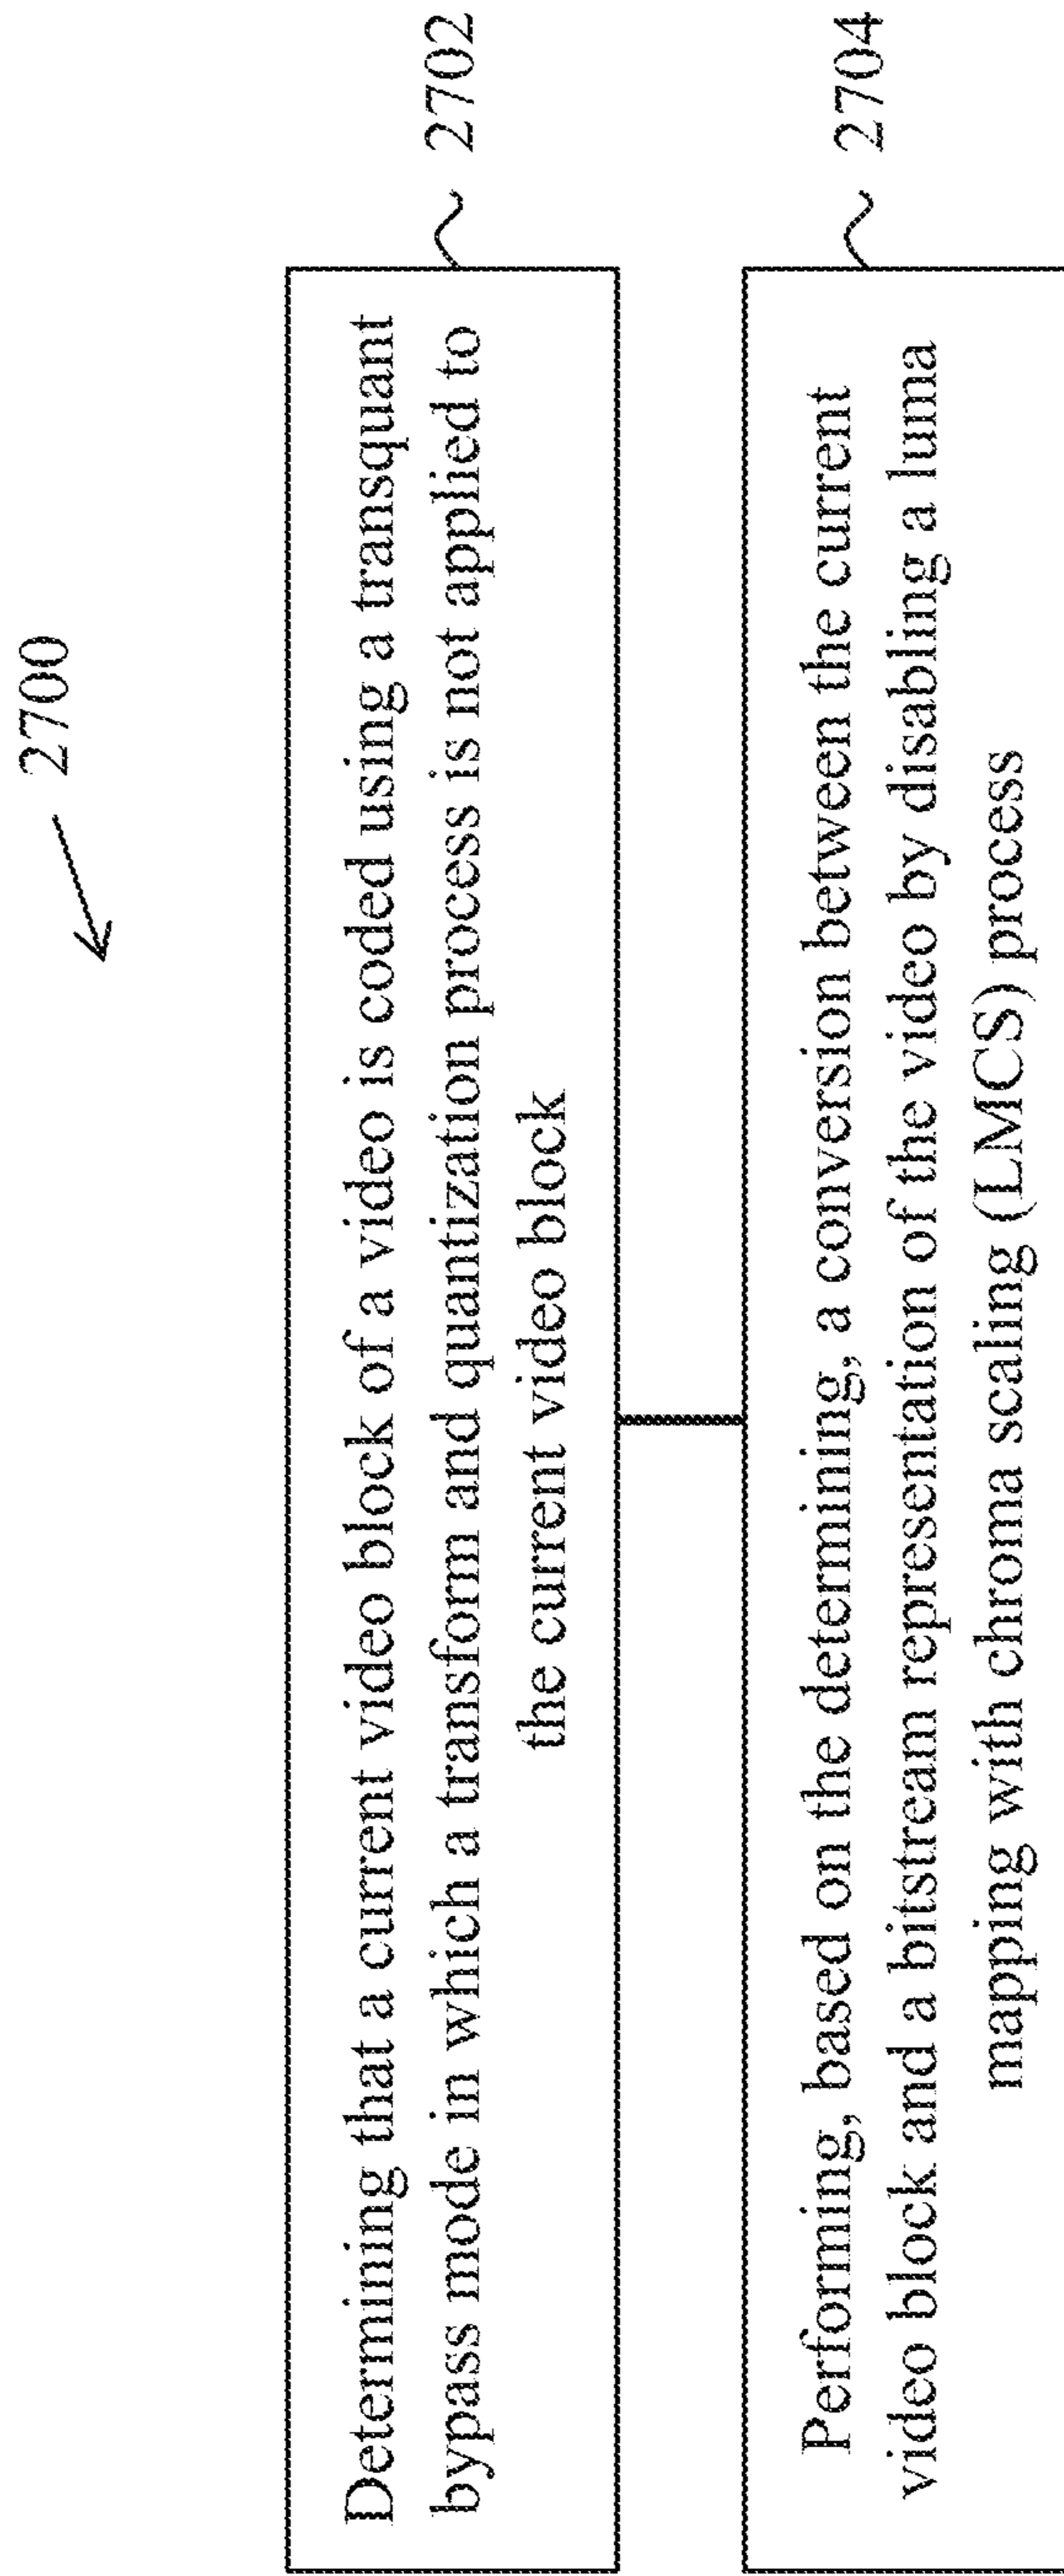 2700
Determining that a current video block of a video is coded using a transquant
bypass mode in which a transform and quantization process is not applied to
the current video block
2702
Performing, based on the determining, a conversion between the current
video block and a bitstream representation of the video by disabling a luma
mapping with chroma scaling (LMCS) process
2704